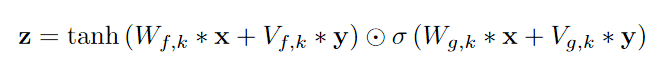 z = tanh (W_{f,k} ∗ x + V_{f,k} ∗ y) ⊙ σ (W_{g,k} ∗ x + V_{g,k} ∗ y)